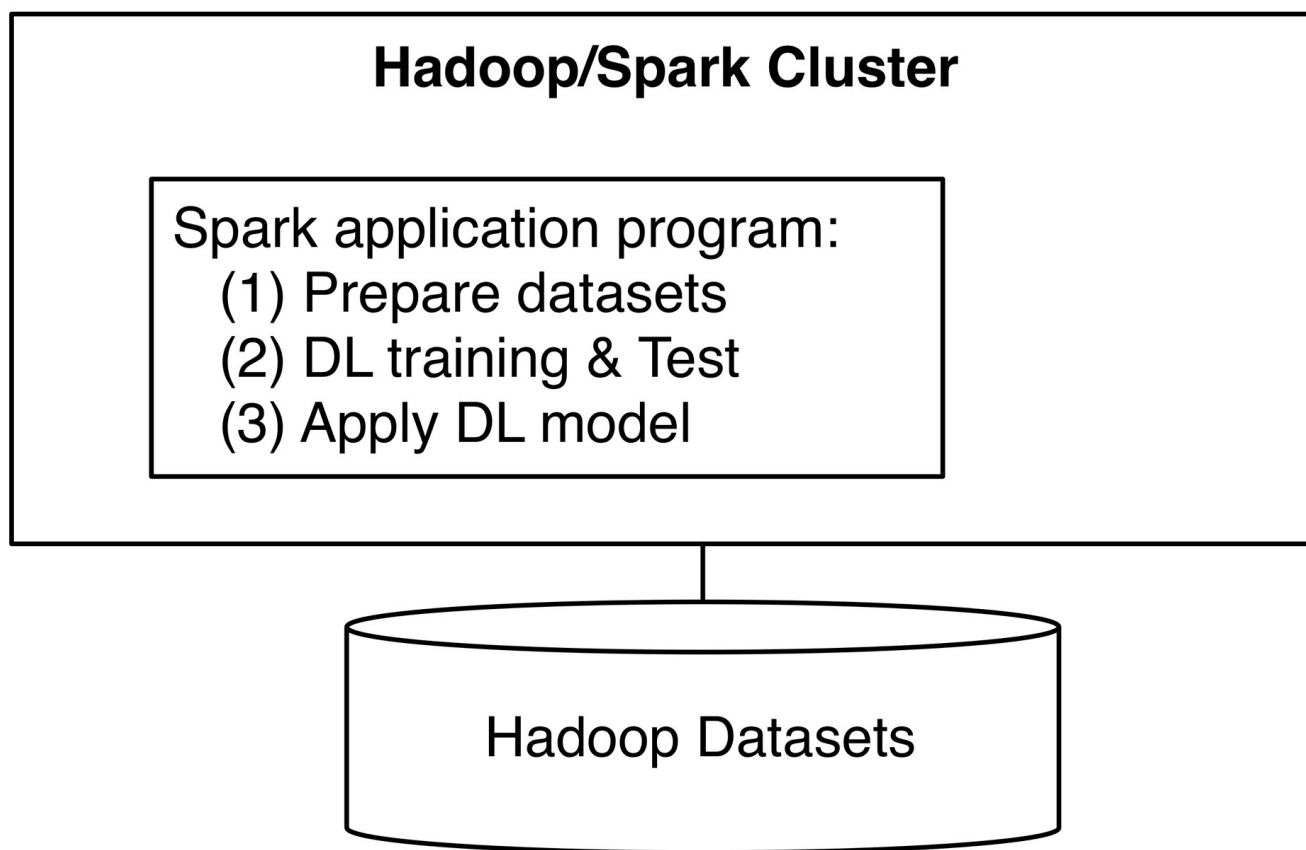 Hadoop/Spark Cluster
Spark application program:
(1) Prepare datasets
(2) DL training & Test
(3) Apply DL model
Hadoop Datasets